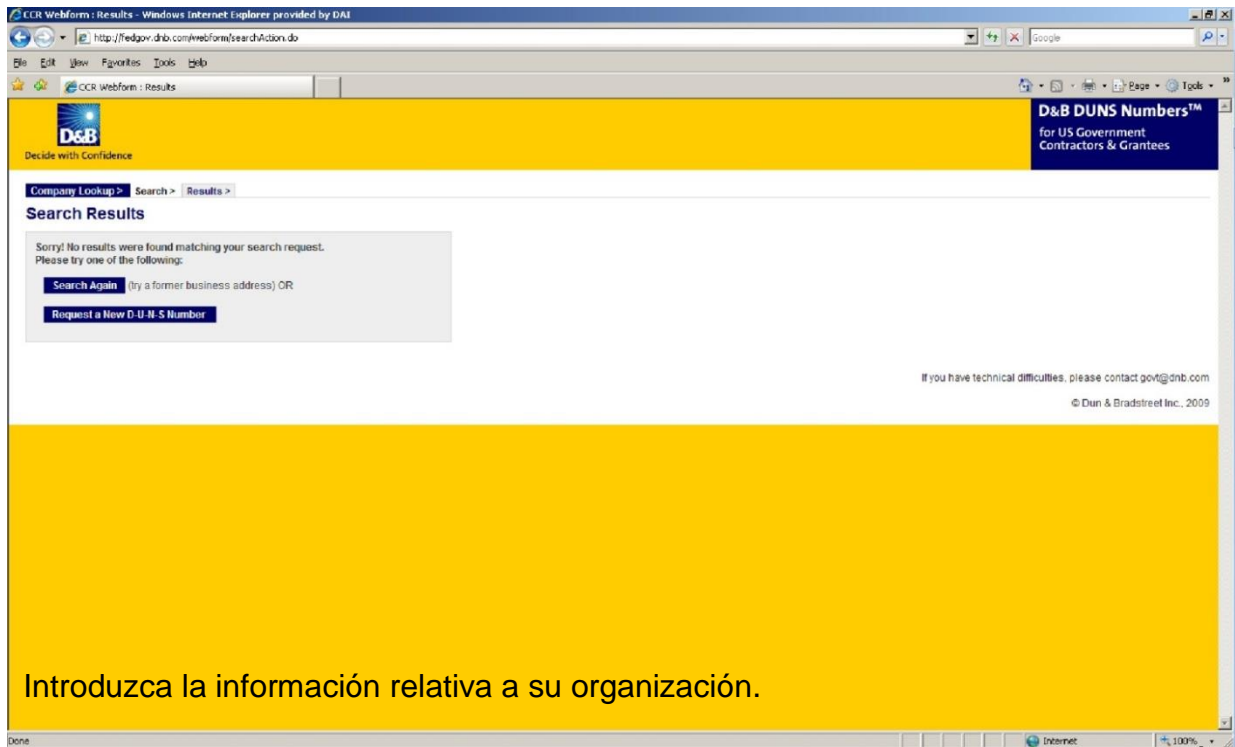 CCR Webform : Results - Windows Internet Explorer provided by DAI
http://fedgov.dnb.com/webform/searchAction.do
Google
File Edit View Favorites Tools Help
CCR Webform : Results
Page Tools
D&B
Decide with Confidence
D&B DUNS Numbers™
for US Government
Contractors & Grantees
Company Lookup > Search > Results >
Search Results
Sorry! No results were found matching your search request.
Please try one of the following:
Search Again (try a former business address) OR
Request a New D-U-N-S Number
If you have technical difficulties, please contact govt@dnb.com
© Dun & Bradstreet Inc., 2009
Introduzca la información relativa a su organización.
Done
Internet
100%